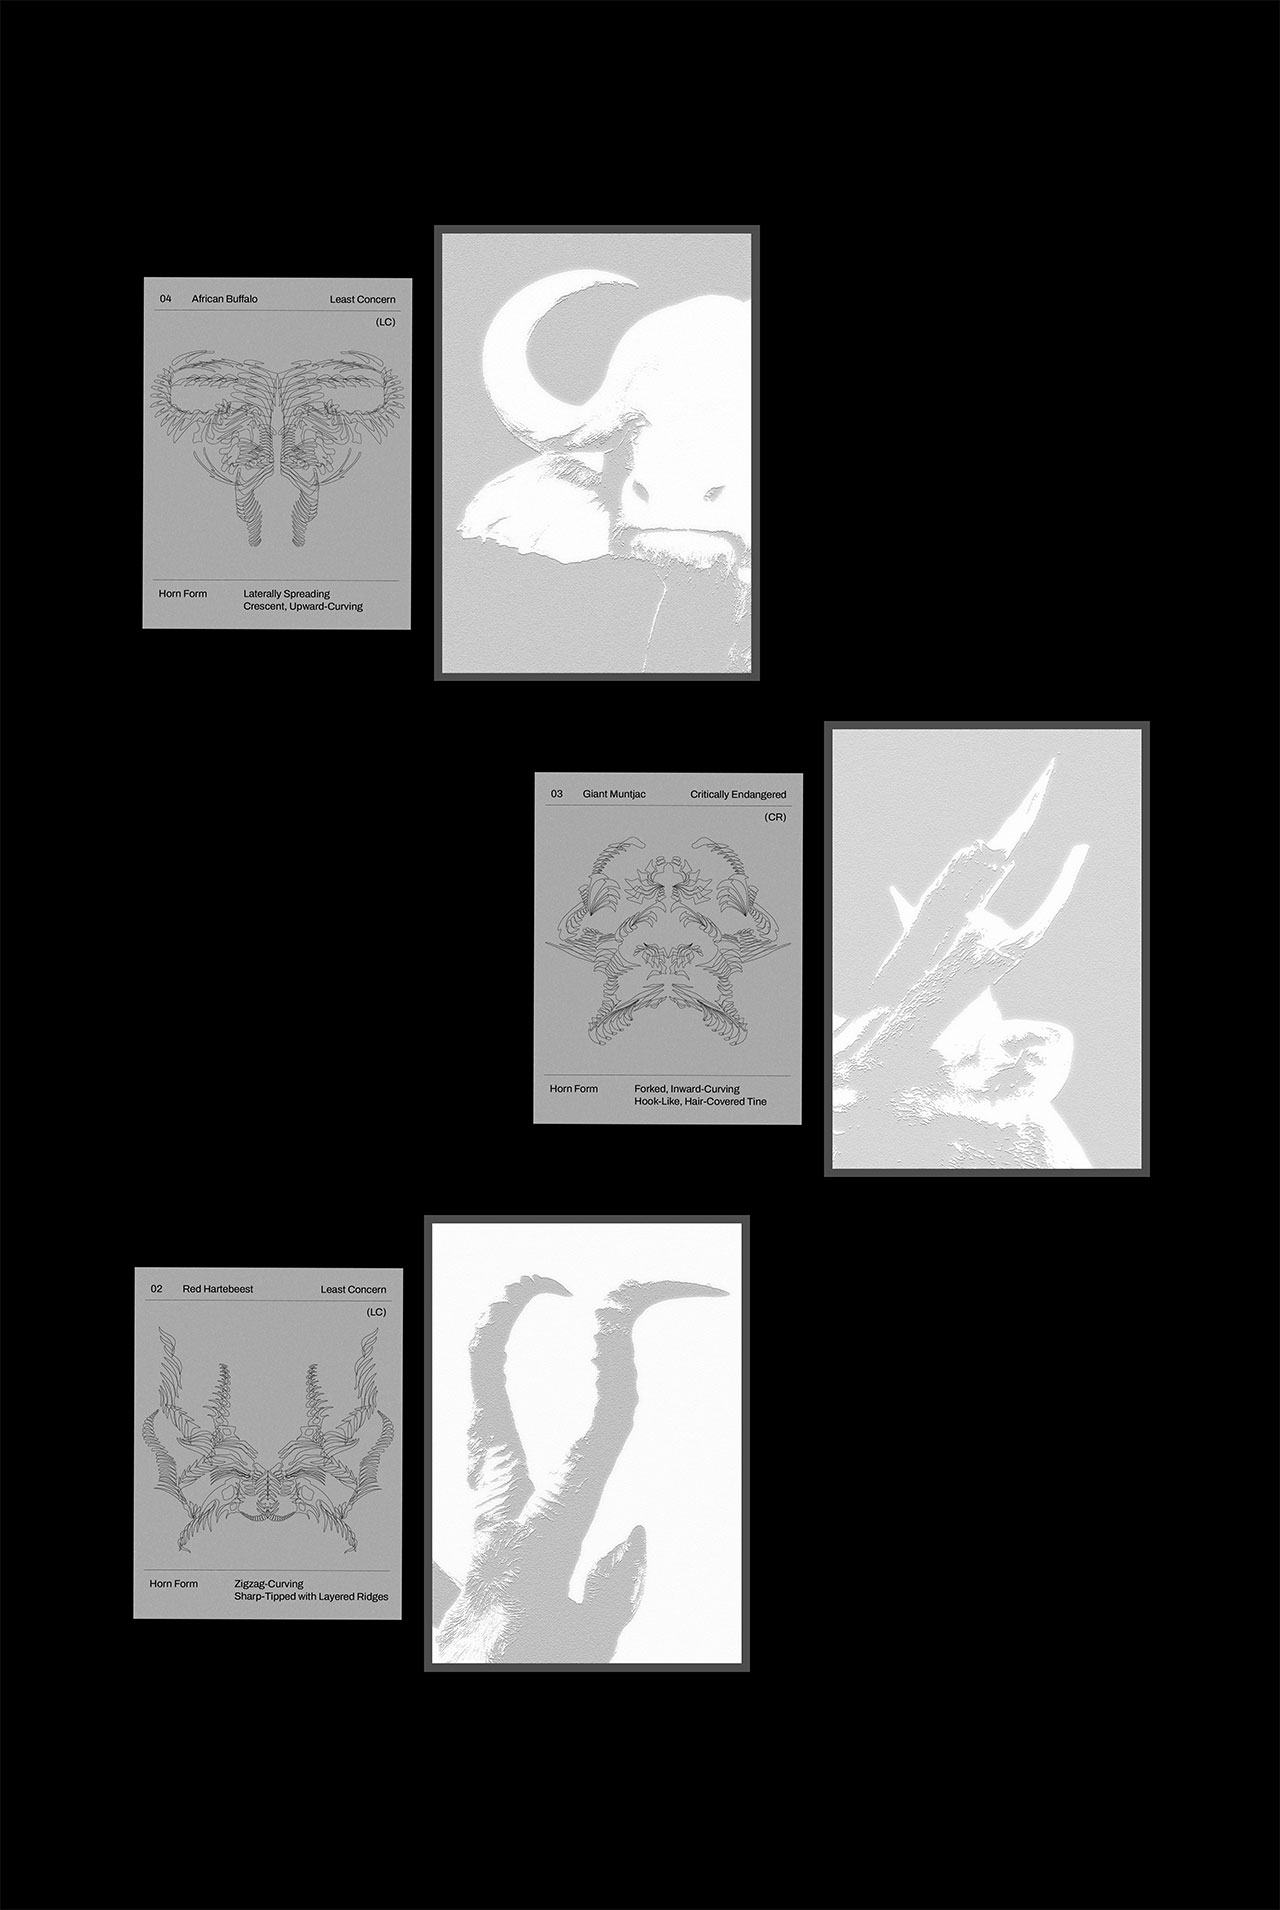 04 African Buffalo Least Concern
(LC)
Horn Form Laterally Spreading
Crescent, Upward-Curving
03 Giant Muntjac Critically Endangered
(CR)
Horn Form Forked, Inward-Curving
Hook-Like, Hair-Covered Tine
02 Red Hartebeest Least Concern
(LC)
Horn Form Zigzag-Curving
Sharp-Tipped with Layered Ridges